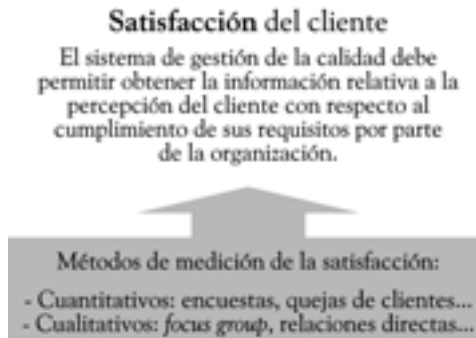 Satisfacción del cliente
El sistema de gestión de la calidad debe
permitir obtener la información relativa a la
percepción del cliente con respecto al
cumplimiento de sus requisitos por parte
de la organización.
Métodos de medición de la satisfacción:
- Cuantitativos: encuestas, quejas de clientes...
- Cualitativos: focus group, relaciones directas...